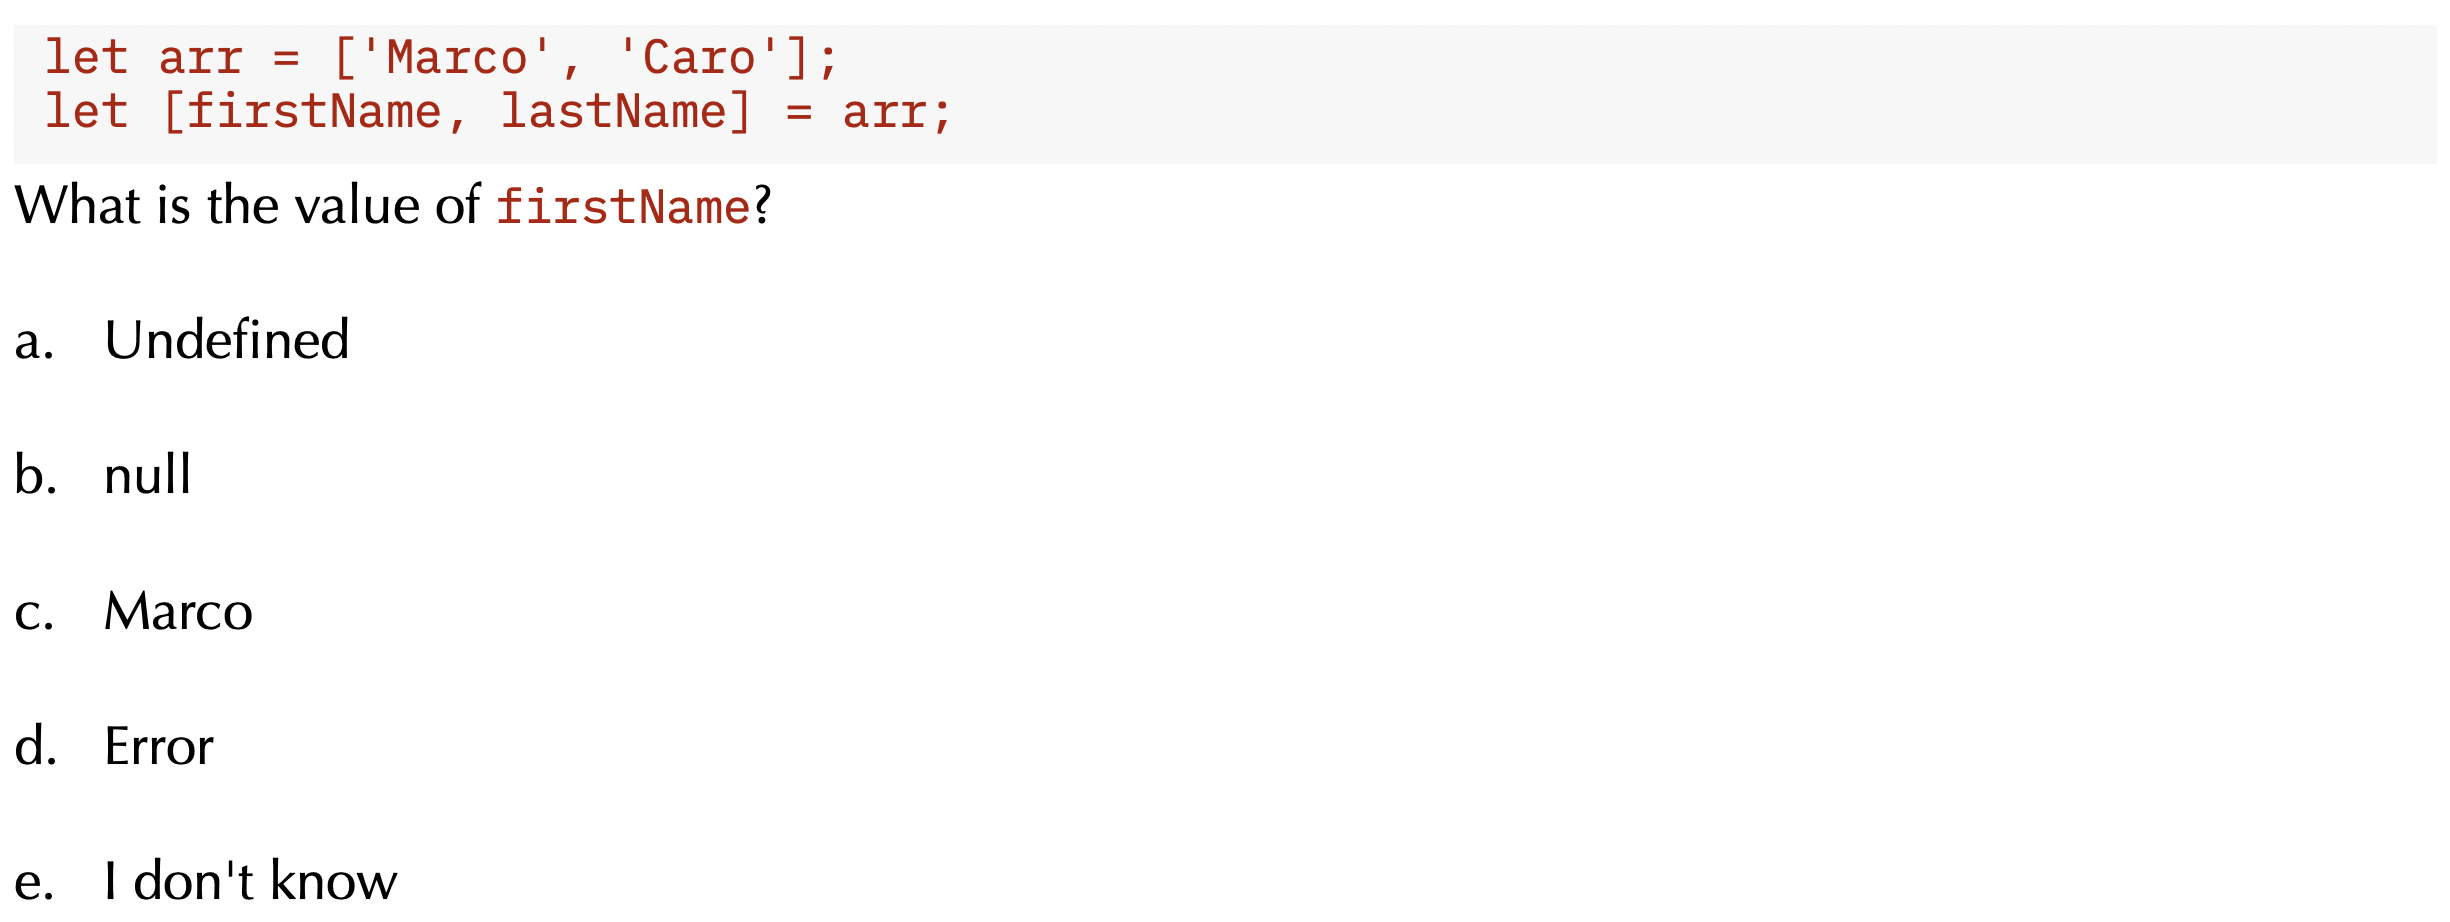 let arr = ['Marco', 'Caro'];
let [firstName, lastName] = arr;
What is the value of firstName?
a. Undefined
b. null
c. Marco
d. Error
e. I don't know